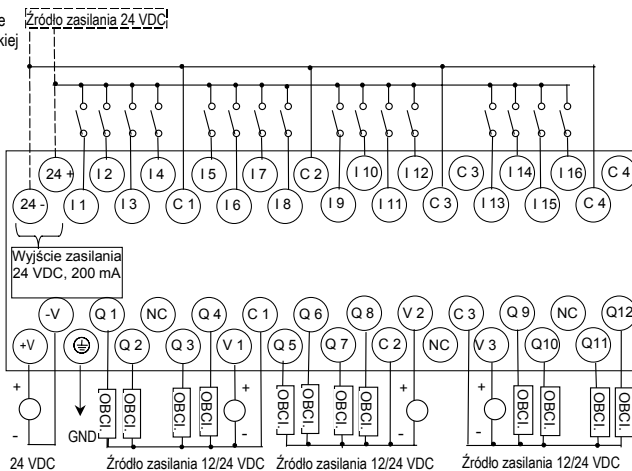 e
kiej
Źródło zasilania 24 VDC
24 + I 2 I 4 I 5 I 7 C 2 I 10 I 12 C 3 I 14 I 16 C 4
24 - I 1 I 3 C 1 I 6 I 8 I 9 I 11 C 3 I 13 I 15 C 4
Wyjście zasilania
24 VDC, 200 mA
-V Q 1 NC Q 4 C 1 Q 6 Q 8 V 2 C 3 Q 9 NC Q12
+V Q 2 Q 3 V 1 Q 5 Q 7 C 2 NC V 3 Q10 Q11
+ OBCI. OBCI. OBCI. OBCI. + OBCI. OBCI. OBCI. OBCI. + + OBCI. OBCI. OBCI. OBCI.
- GND - - -
24 VDC Źródło zasilania 12/24 VDC Źródło zasilania 12/24 VDC Źródło zasilania 12/24 VDC